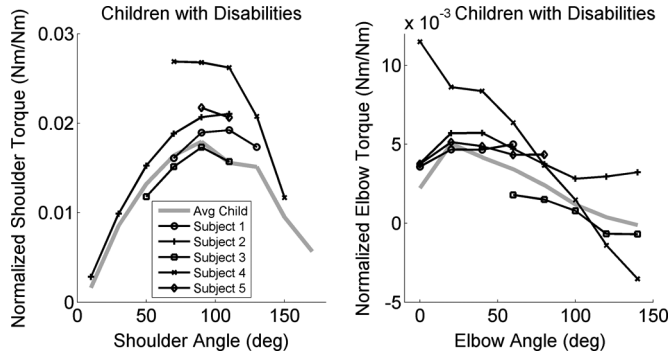 Children with Disabilities
0.03
0.02
0.01
0
0
50
100
150
Shoulder Angle (deg)
Normalized Shoulder Torque (Nm/Nm)
Avg Child
Subject 1
Subject 2
Subject 3
Subject 4
Subject 5
x 10⁻³ Children with Disabilities
10
5
0
-5
0
50
100
150
Elbow Angle (deg)
Normalized Elbow Torque (Nm/Nm)